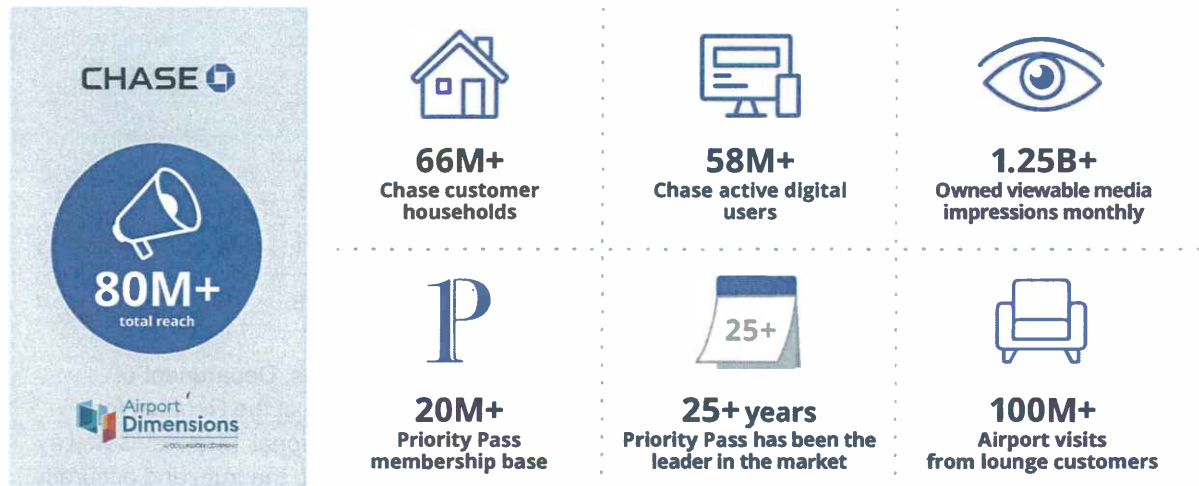 CHASE
80M+
total reach
Airport
Dimensions
A COLLINSON COMPANY
66M+
Chase customer
households
58M+
Chase active digital
users
1.25B+
Owned viewable media
impressions monthly
P
20M+
Priority Pass
membership base
25+
25+ years
Priority Pass has been the
leader in the market
100M+
Airport visits
from lounge customers